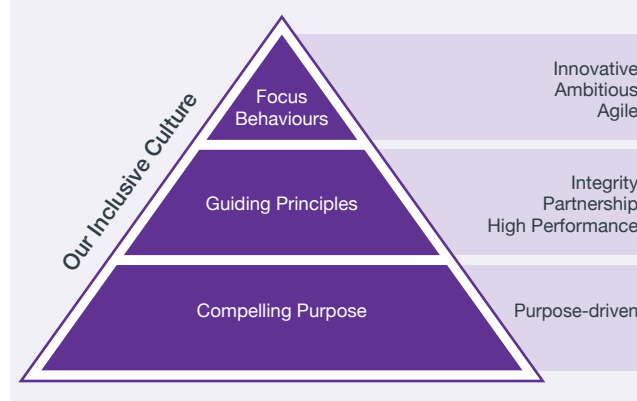 Our Inclusive Culture
Focus
Behaviours
Innovative
Ambitious
Agile
Guiding Principles
Integrity
Partnership
High Performance
Compelling Purpose
Purpose-driven